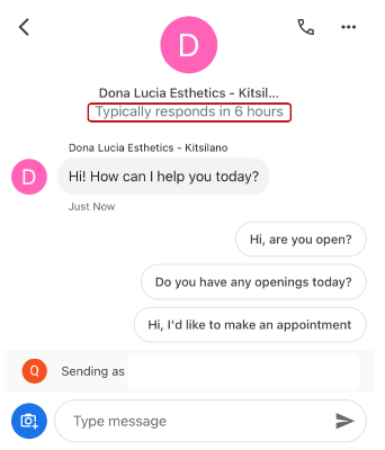 D
Dona Lucia Esthetics - Kitsil...
Typically responds in 6 hours
Dona Lucia Esthetics - Kitsilano
D
Hi! How can I help you today?
Just Now
Hi, are you open?
Do you have any openings today?
Hi, I'd like to make an appointment
Q
Sending as
Type message